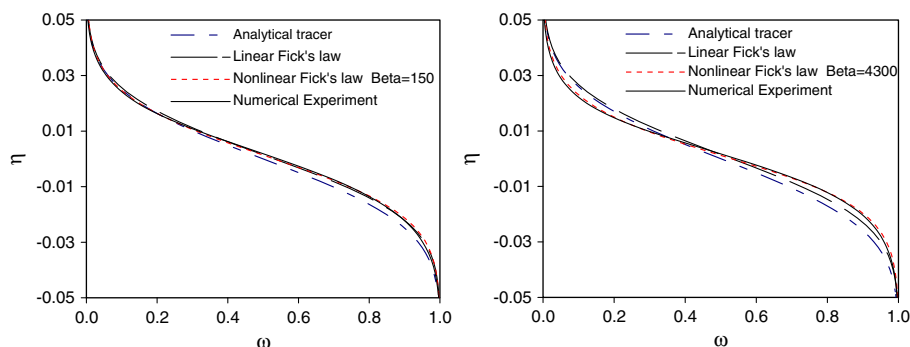 0.05
0.03
0.01
-0.01
-0.03
-0.05
η
0.0 0.2 0.4 0.6 0.8 1.0
ω
Analytical tracer
Linear Fick's law
Nonlinear Fick's law Beta=150
Numerical Experiment
0.05
0.03
0.01
-0.01
-0.03
-0.05
η
0.0 0.2 0.4 0.6 0.8 1.0
ω
Analytical tracer
Linear Fick's law
Nonlinear Fick's law Beta=4300
Numerical Experiment